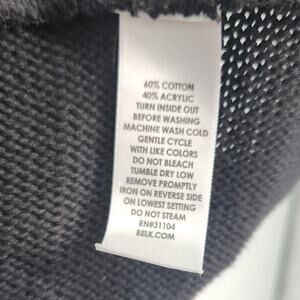 60% COTTON
40% ACRYLIC
TURN INSIDE OUT
BEFORE WASHING
MACHINE WASH COLD
GENTLE CYCLE
WITH LIKE COLORS
DO NOT BLEACH
TUMBLE DRY LOW
REMOVE PROMPTLY
IRON ON REVERSE SIDE
ON LOWEST SETTING
DO NOT STEAM
RN#31104
BELK.COM